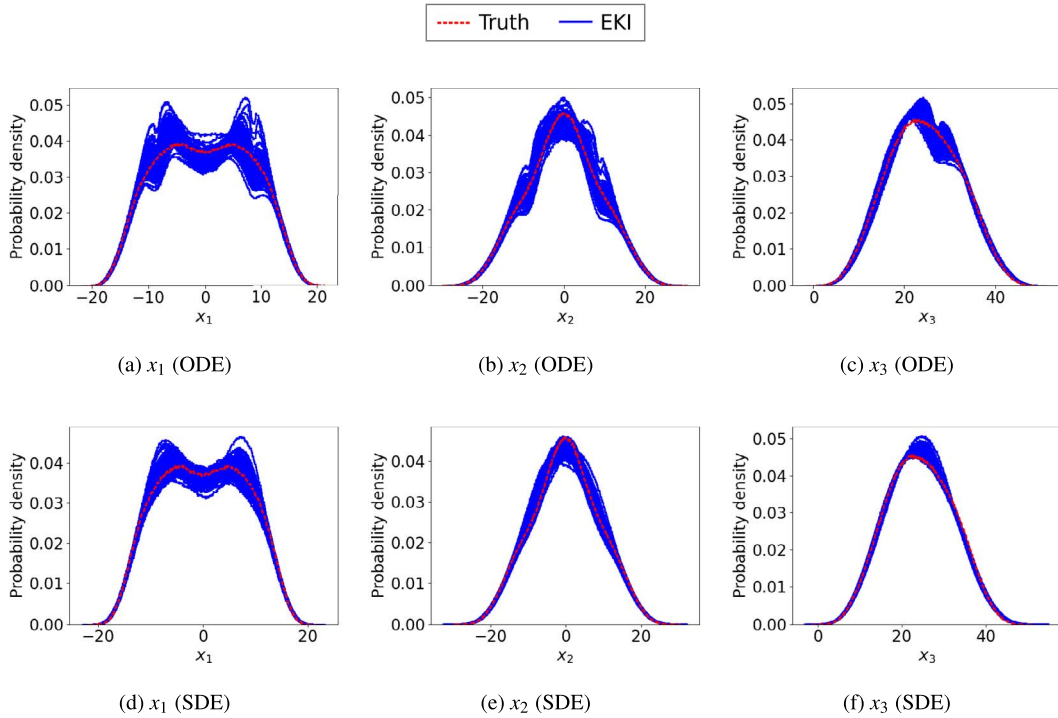 Truth EKI
0.05
0.04
0.03
0.02
0.01
0.00
Probability density
−20 −10 0 10 20
x1
0.05
0.04
0.03
0.02
0.01
0.00
Probability density
−20 0 20
x2
0.05
0.04
0.03
0.02
0.01
0.00
Probability density
0 20 40
x3
(a) x1 (ODE) (b) x2 (ODE) (c) x3 (ODE)
0.04
0.03
0.02
0.01
0.00
Probability density
−20 0 20
x1
0.04
0.03
0.02
0.01
0.00
Probability density
−20 0 20
x2
0.05
0.04
0.03
0.02
0.01
0.00
Probability density
0 20 40
x3
(d) x1 (SDE) (e) x2 (SDE) (f) x3 (SDE)